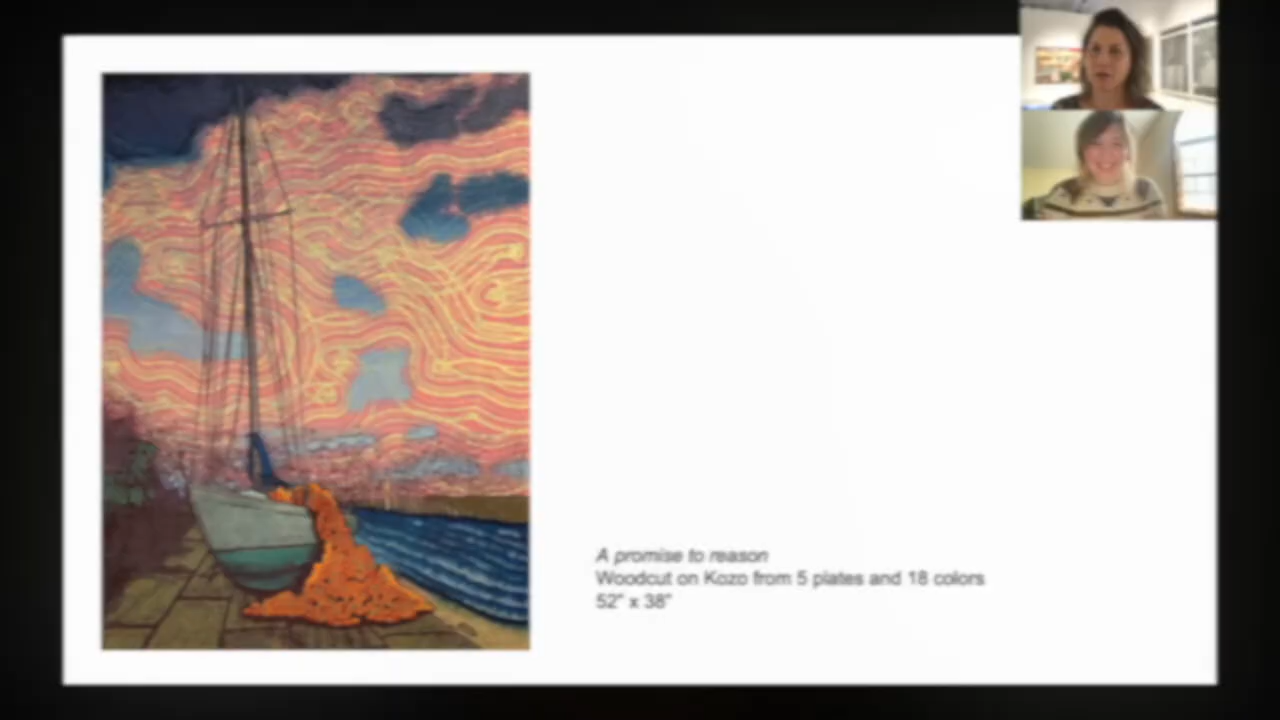 A promise to reason
Woodcut on Kozo from 5 plates and 18 colors
52" x 38"